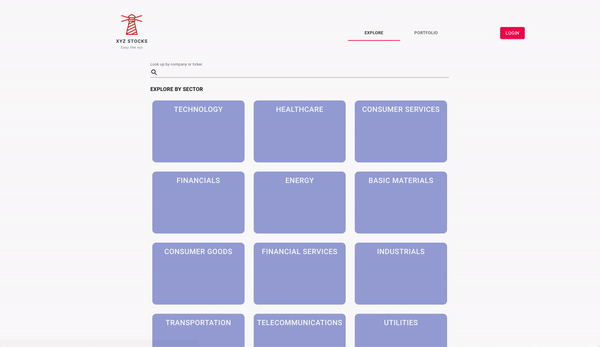 XYZ STOCKS
EXPLORE
PORTFOLIO
LOGIN
Look up by company or ticker
EXPLORE BY SECTOR
TECHNOLOGY
HEALTHCARE
CONSUMER SERVICES
FINANCIALS
ENERGY
BASIC MATERIALS
CONSUMER GOODS
FINANCIAL SERVICES
INDUSTRIALS
TRANSPORTATION
TELECOMMUNICATIONS
UTILITIES